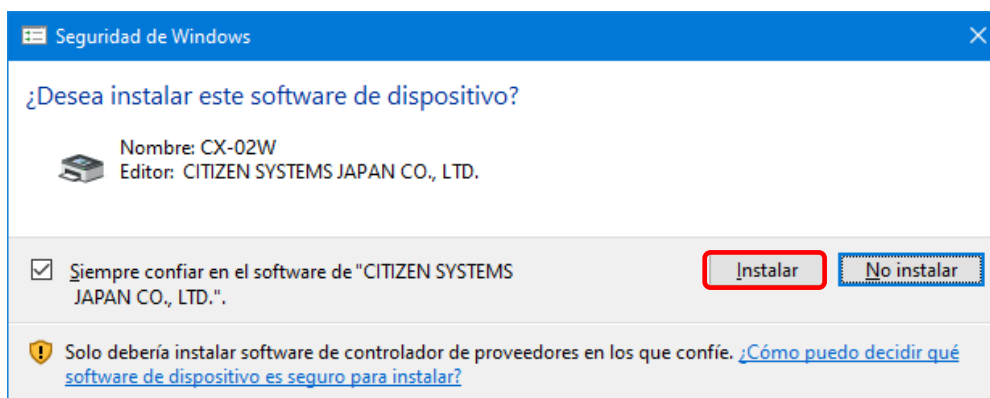 Seguridad de Windows
¿Desea instalar este software de dispositivo?
Nombre: CX-02W
Editor: CITIZEN SYSTEMS JAPAN CO., LTD.
Siempre confiar en el software de "CITIZEN SYSTEMS
JAPAN CO., LTD.".
Instalar
No instalar
Solo debería instalar software de controlador de proveedores en los que confíe. ¿Cómo puedo decidir qué
software de dispositivo es seguro para instalar?